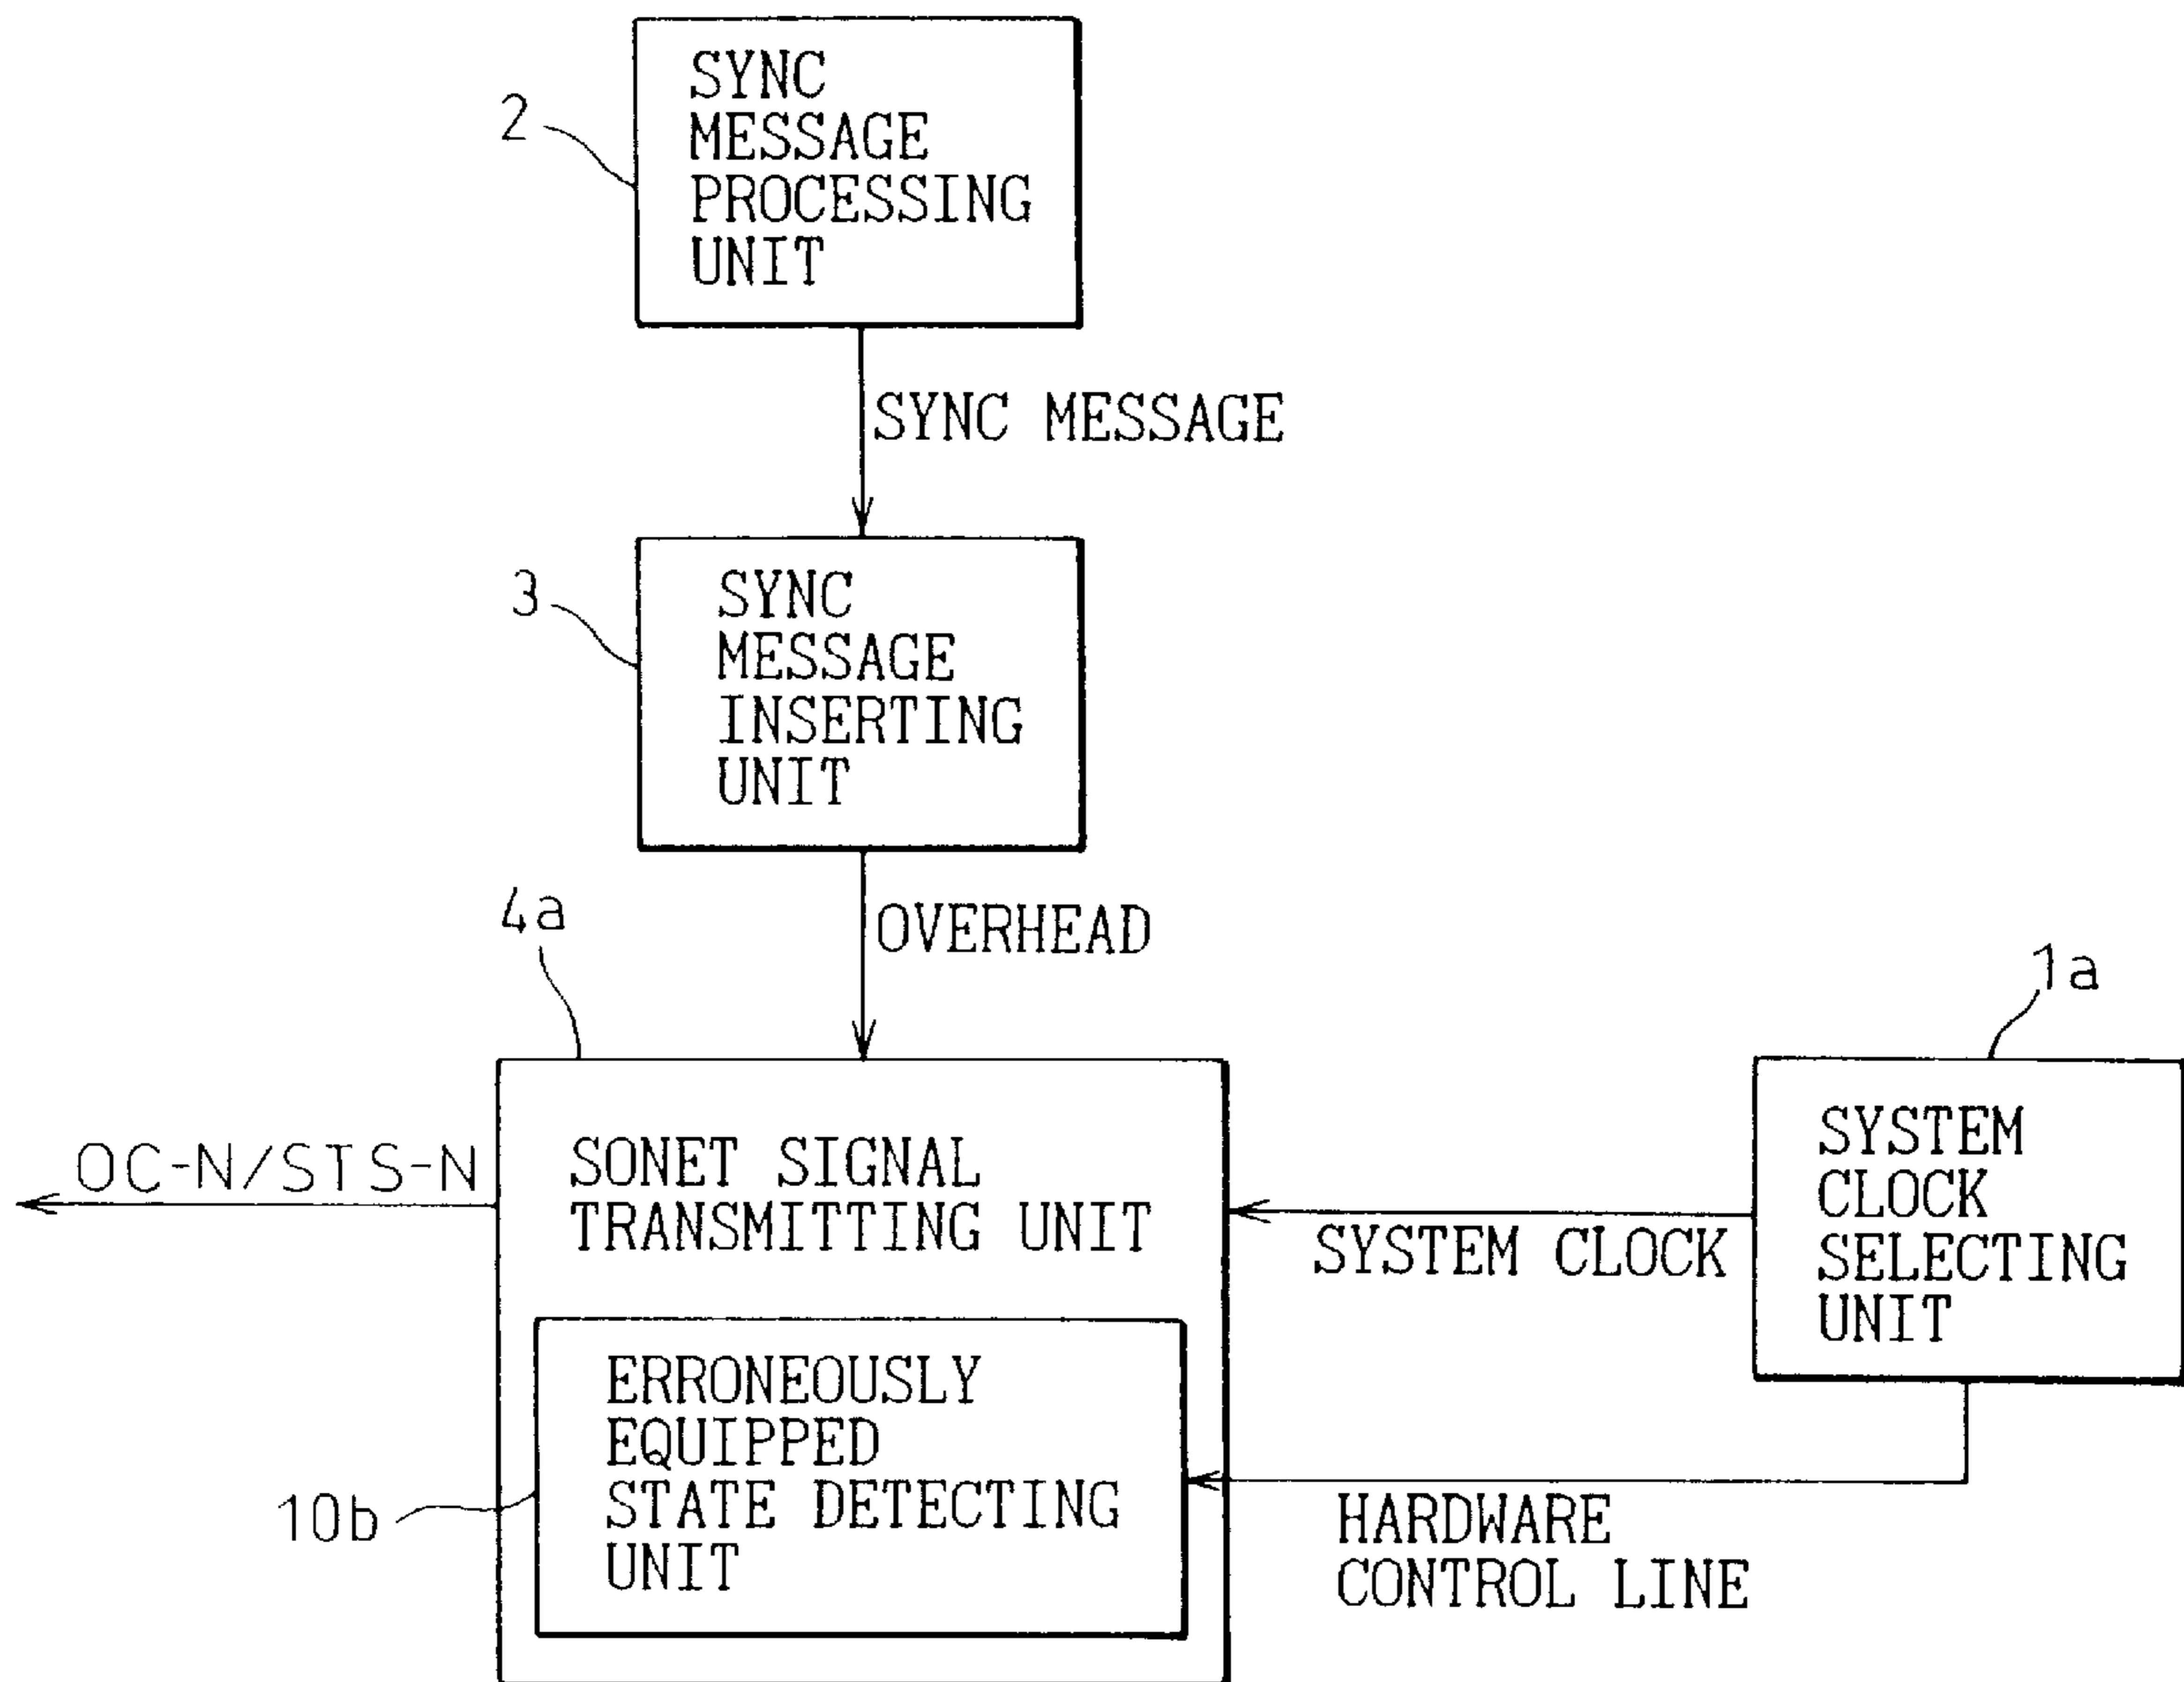 2
SYNC
MESSAGE
PROCESSING
UNIT
SYNC MESSAGE
3
SYNC
MESSAGE
INSERTING
UNIT
4a
OVERHEAD
1a
OC-N/STS-N
SONET SIGNAL
TRANSMITTING UNIT
SYSTEM CLOCK
SYSTEM
CLOCK
SELECTING
UNIT
10b
ERRONEOUSLY
EQUIPPED
STATE DETECTING
UNIT
HARDWARE
CONTROL LINE